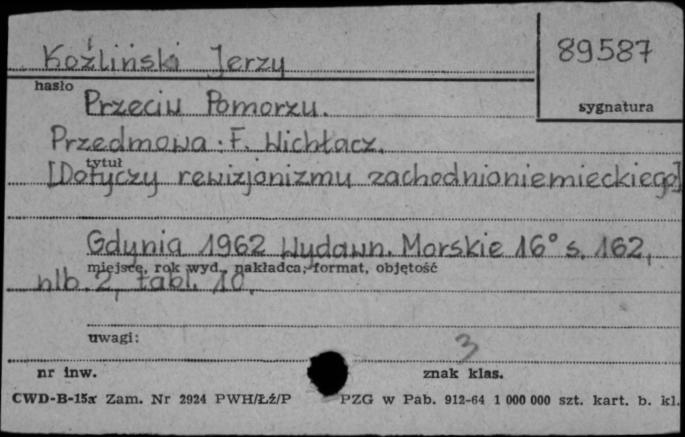 Koźliński Jerzy
89587
hasło
sygnatura
Przeciw Pomorzu.
Przedmowa: F. Wichłacz.
tytuł
[Dotyczy rewizjonizmu zachodnioniemieckiego]
Gdynia 1962 Wydawn. Morskie 16° s. 162,
miejsce, rok wyd., nakładca, format, objętość
nlb. 2, tabl. 10.
uwagi:
3
nr inw.
znak klas.
CWD-B-15a Zam. Nr 2924 PWH/Łź/P PZG w Pab. 912-64 1 000 000 szt. kart. b. kl.